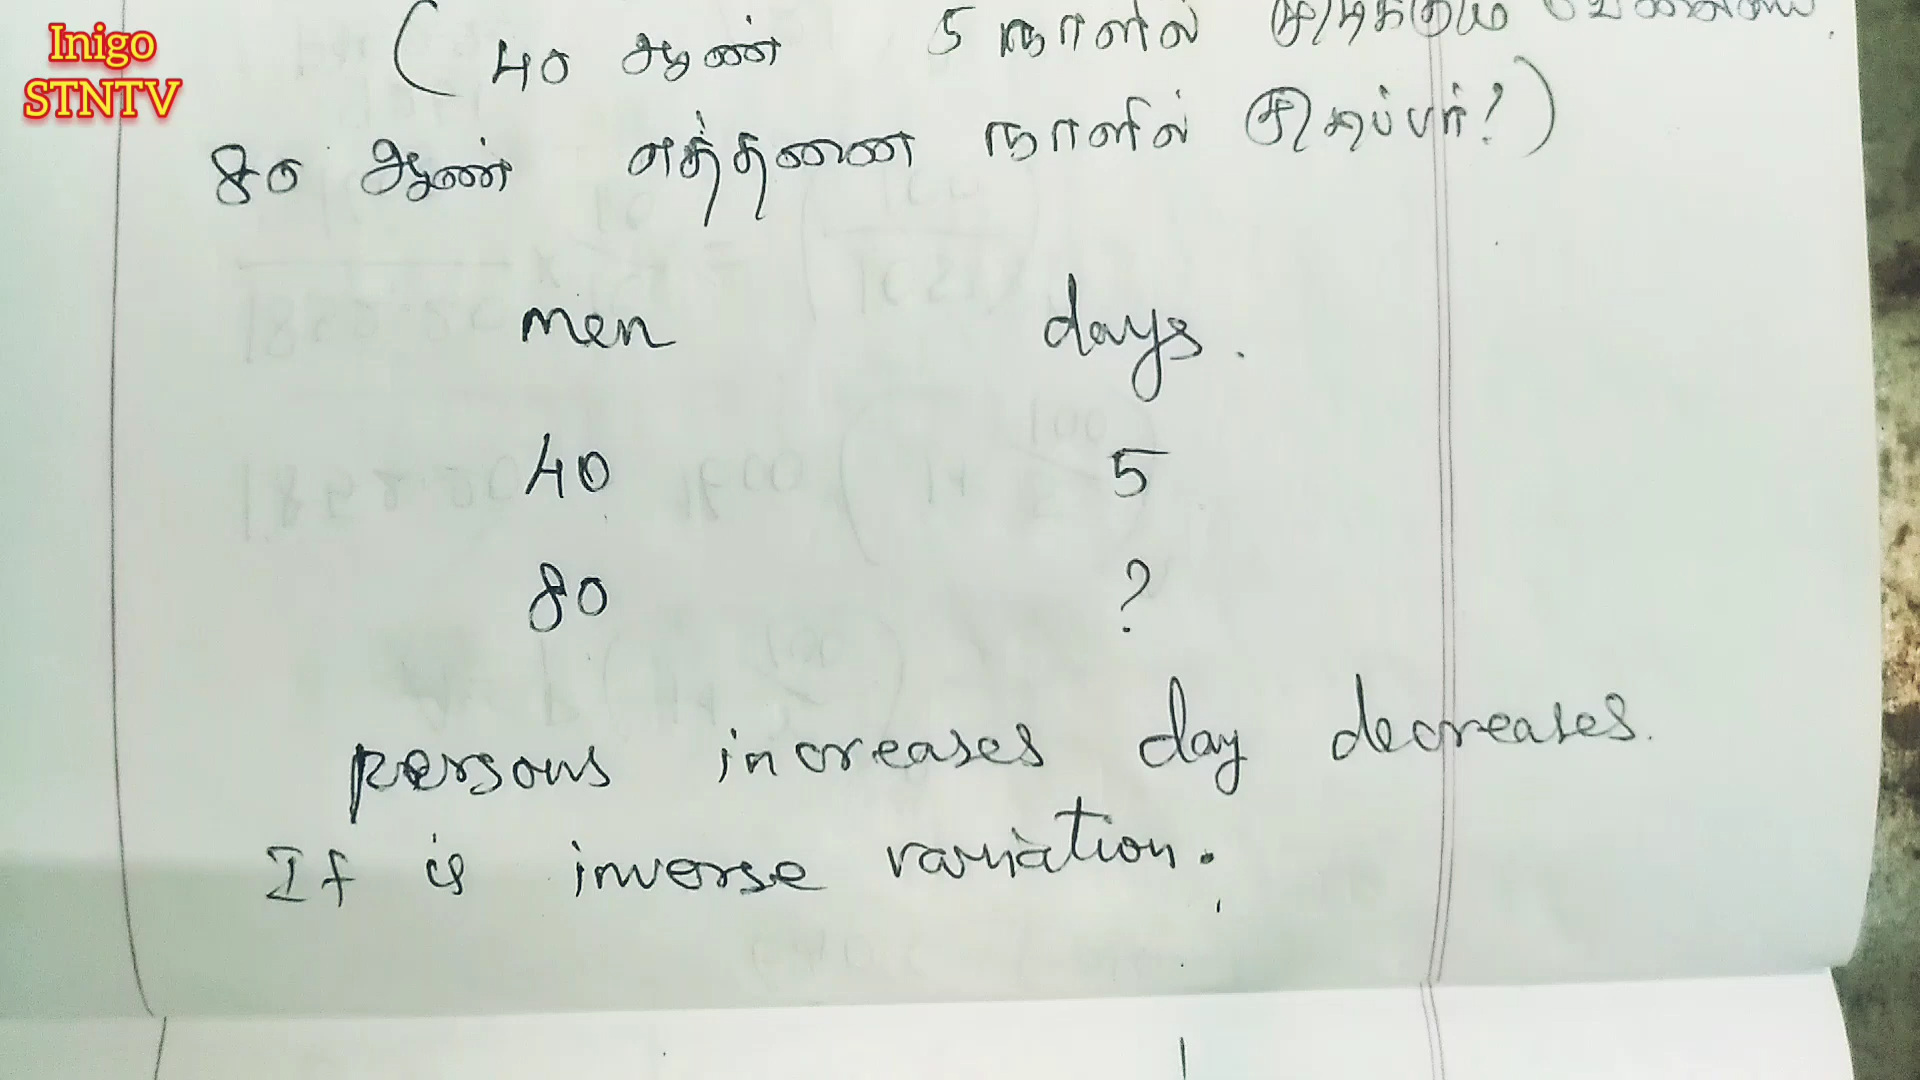 Inigo
STNTV
( 40 ஆண் 5 நாளில்
80 ஆண் எத்தனை நாளில் ?)
men days.
40 5
80 ?
persons increases day decreases.
It is inverse variation.